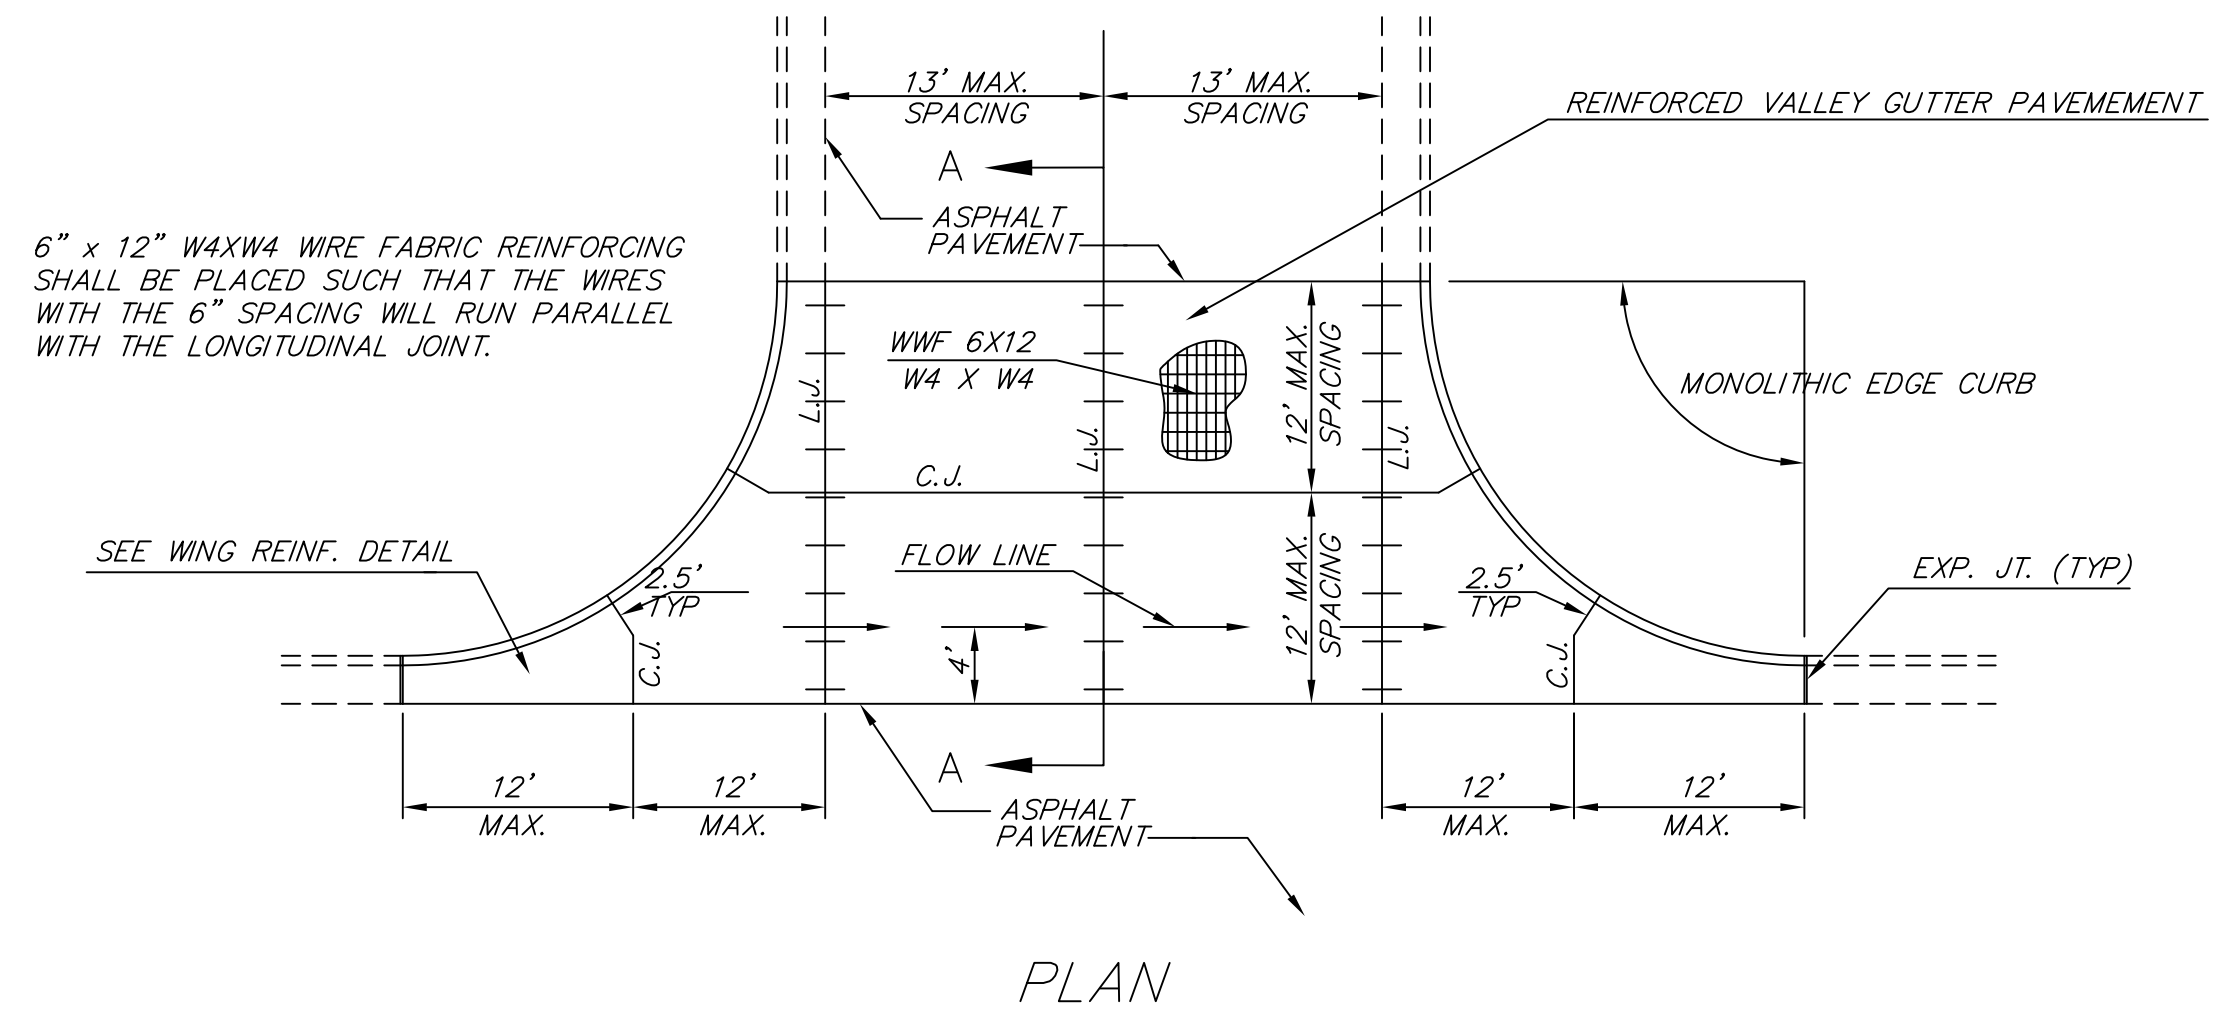 13' MAX.
SPACING
13' MAX.
SPACING
REINFORCED VALLEY GUTTER PAVEMEMENT
A
ASPHALT
PAVEMENT
6" x 12" W4XW4 WIRE FABRIC REINFORCING
SHALL BE PLACED SUCH THAT THE WIRES
WITH THE 6" SPACING WILL RUN PARALLEL
WITH THE LONGITUDINAL JOINT.
WWF 6X12
W4 X W4
12' MAX.
SPACING
MONOLITHIC EDGE CURB
L.J.
L.J.
L.J.
C.J.
SEE WING REINF. DETAIL
2.5'
TYP
FLOW LINE
12' MAX.
SPACING
2.5'
TYP
EXP. JT. (TYP)
C.J.
4'
C.J.
A
12'
MAX.
12'
MAX.
ASPHALT
PAVEMENT
12'
MAX.
12'
MAX.
PLAN